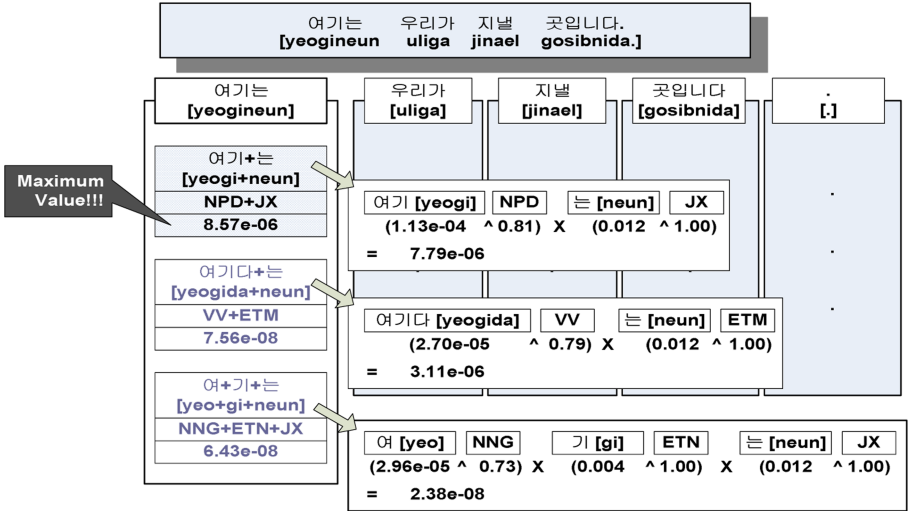 여기는 우리가 지낼 곳입니다.
[yeogineun uliga jinael gosibnida.]
여기는
[yeogineun]
우리가
[uliga]
지낼
[jinael]
곳입니다
[gosibnida]
.
[.]
Maximum
Value!!!
여기+는
[yeogi+neun]
NPD+JX
8.57e-06
여기 [yeogi] NPD 는 [neun] JX
(1.13e-04 ^ 0.81) X (0.012 ^ 1.00)
= 7.79e-06
여기다+는
[yeogida+neun]
VV+ETM
7.56e-08
여기다 [yeogida] VV 는 [neun] ETM
(2.70e-05 ^ 0.79) X (0.012 ^ 1.00)
= 3.11e-06
여+기+는
[yeo+gi+neun]
NNG+ETN+JX
6.43e-08
여 [yeo] NNG 기 [gi] ETN 는 [neun] JX
(2.96e-05 ^ 0.73) X (0.004 ^ 1.00) X (0.012 ^ 1.00)
= 2.38e-08